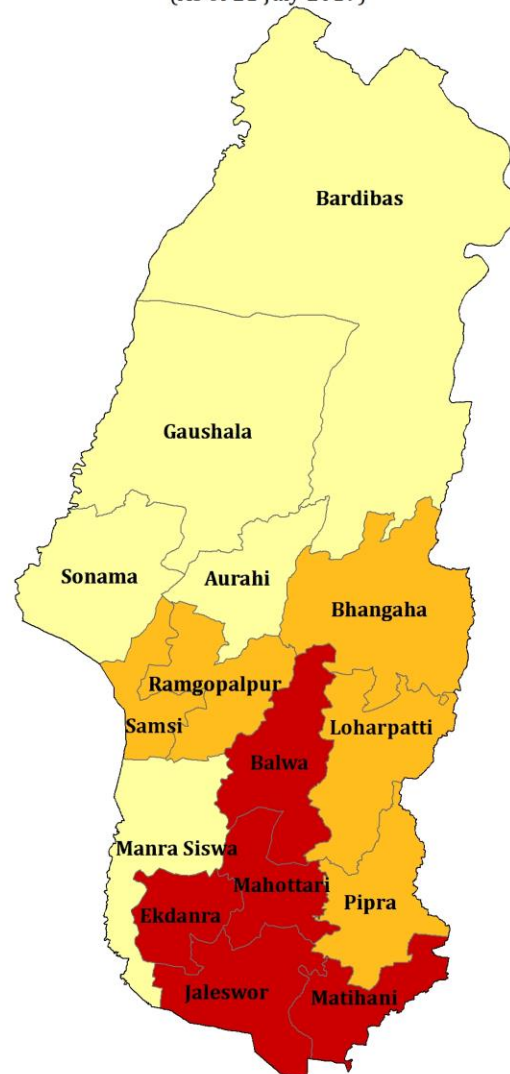 Bardibas
Gaushala
Sonama
Aurahi
Bhangaha
Ramgopalpur
Samsi
Loharpatti
Balwa
Manra Siswa
Mahottari
Ekdanra
Pipra
Jaleswor
Matihani